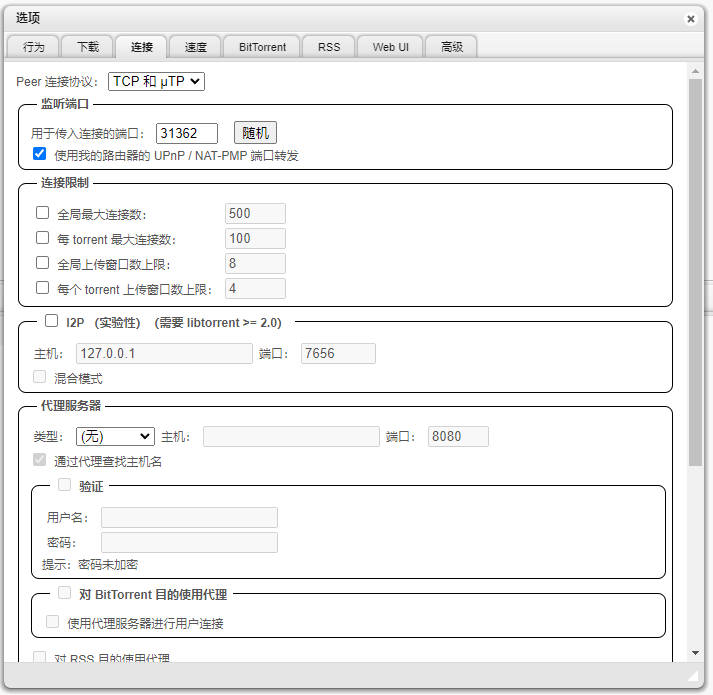 选项
行为 下载 连接 速度 BitTorrent RSS Web UI 高级
Peer 连接协议： TCP 和 μTP
监听端口
用于传入连接的端口： 31362 随机
使用我的路由器的 UPnP / NAT-PMP 端口转发
连接限制
全局最大连接数： 500
每 torrent 最大连接数： 100
全局上传窗口数上限： 8
每个 torrent 上传窗口数上限： 4
I2P （实验性） （需要 libtorrent >= 2.0）
主机： 127.0.0.1 端口： 7656
混合模式
代理服务器
类型： (无) 主机： 端口： 8080
通过代理查找主机名
验证
用户名：
密码：
提示：密码未加密
对 BitTorrent 目的使用代理
使用代理服务器进行用户连接
对 RSS 目的使用代理